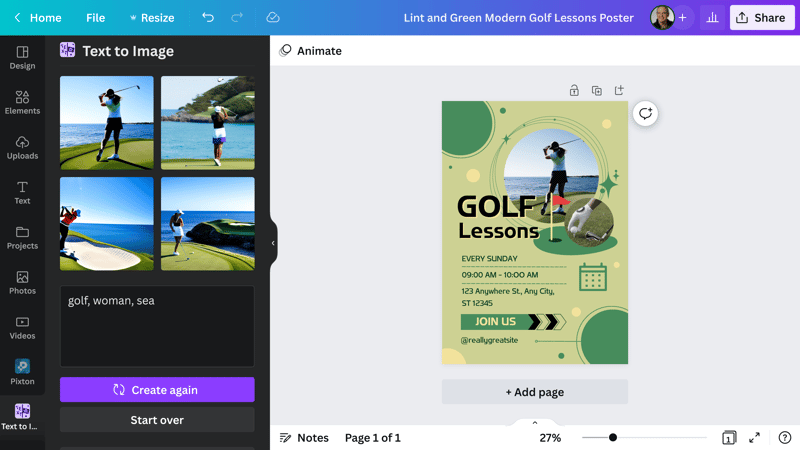 Home
File
Resize
Lint and Green Modern Golf Lessons Poster
+
Share
Design
Elements
Uploads
Text
Projects
Photos
Videos
Pixton
Text to I...
Text to Image
golf, woman, sea
Create again
Start over
Animate
GOLF
Lessons
EVERY SUNDAY
09:00 AM - 10:00 AM
123 Anywhere St., Any City,
ST 12345
JOIN US
@reallygreatsite
+ Add page
Notes
Page 1 of 1
27%
1
?